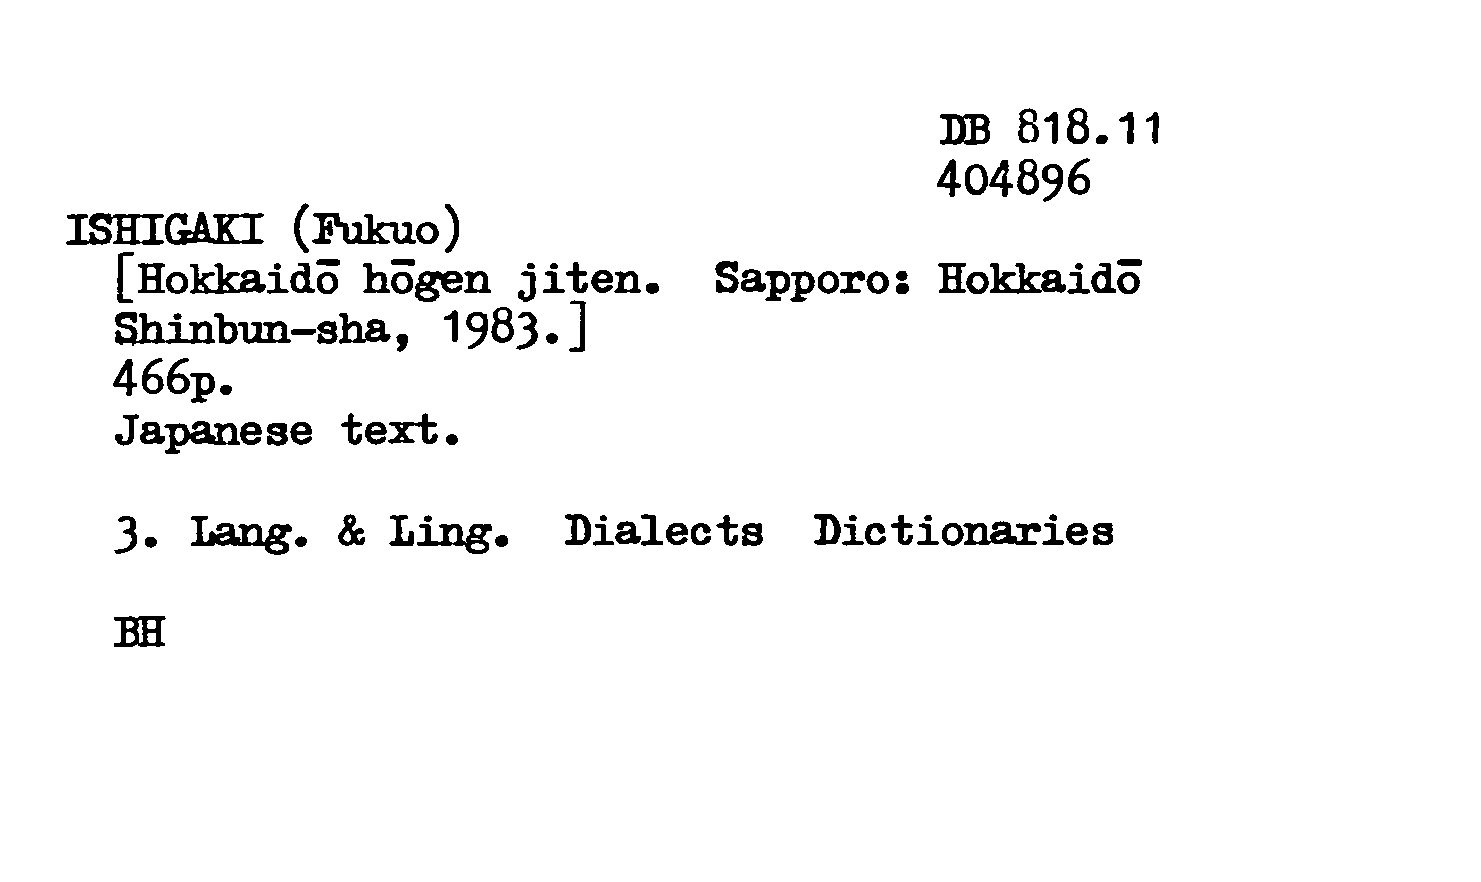 DB 818.11
404896
ISHIGAKI (Fukuo)
[Hokkaidō hōgen jiten. Sapporo: Hokkaidō
Shinbun-sha, 1983.]
466p.
Japanese text.
3. Lang. & Ling. Dialects Dictionaries
BH